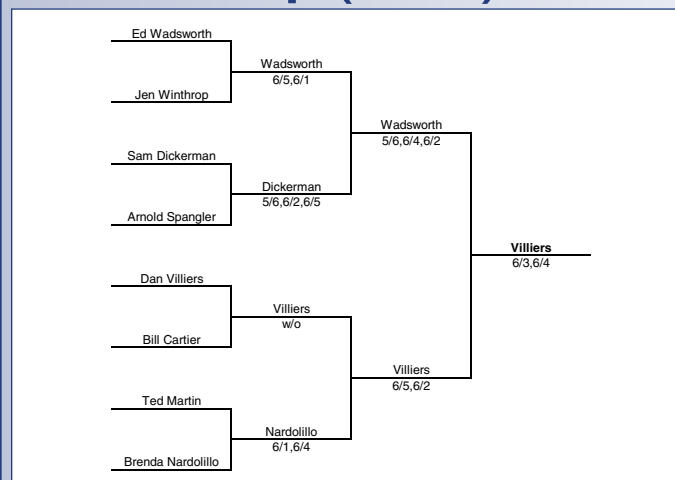 Ed Wadsworth
Wadsworth
6/5,6/1
Jen Winthrop
Wadsworth
5/6,6/4,6/2
Sam Dickerman
Dickerman
5/6,6/2,6/5
Arnold Spangler
Villiers
6/3,6/4
Dan Villiers
Villiers
w/o
Bill Cartier
Villiers
6/5,6/2
Ted Martin
Nardolillo
6/1,6/4
Brenda Nardolillo